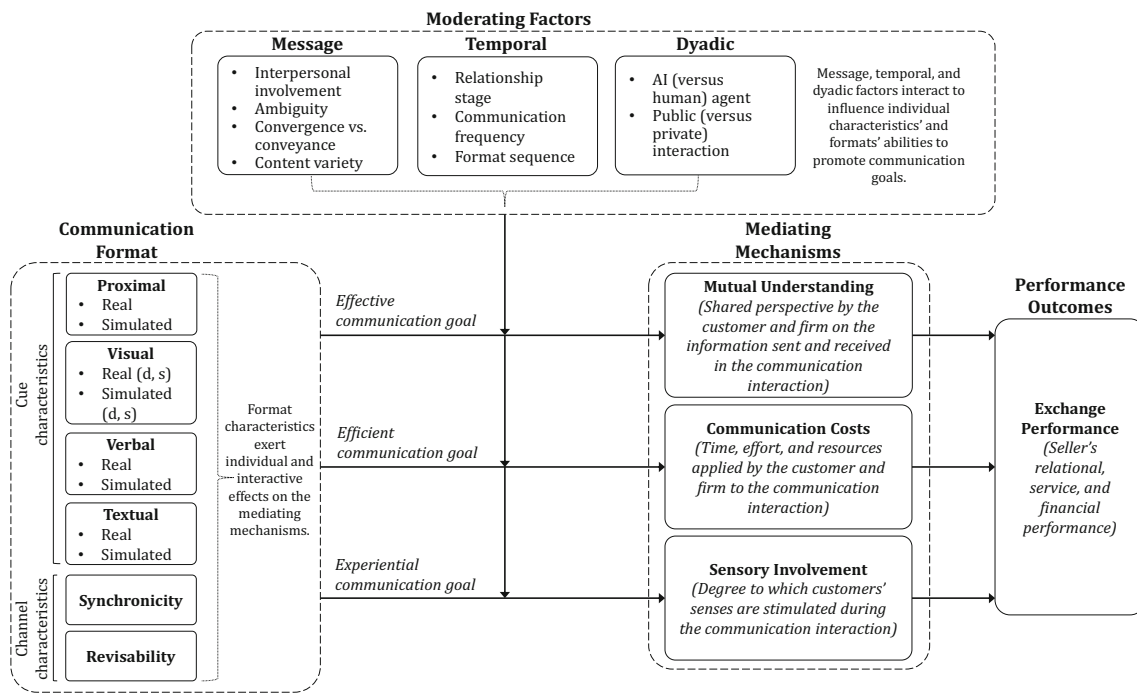 Moderating Factors
Message
• Interpersonal
involvement
• Ambiguity
• Convergence vs.
conveyance
• Content variety
Temporal
• Relationship
stage
• Communication
frequency
• Format sequence
Dyadic
• AI (versus
human) agent
• Public (versus
private)
interaction
Message, temporal, and
dyadic factors interact to
influence individual
characteristics’ and
formats’ abilities to
promote communication
goals.
Communication
Format
Cue
characteristics
Proximal
• Real
• Simulated
Visual
• Real (d, s)
• Simulated
(d, s)
Verbal
• Real
• Simulated
Textual
• Real
• Simulated
Channel
characteristics
Synchronicity
Revisability
Format
characteristics
exert
individual and
interactive
effects on the
mediating
mechanisms.
Effective
communication goal
Efficient
communication goal
Experiential
communication goal
Mediating
Mechanisms
Mutual Understanding
(Shared perspective by the
customer and firm on the
information sent and received
in the communication
interaction)
Communication Costs
(Time, effort, and resources
applied by the customer and
firm to the communication
interaction)
Sensory Involvement
(Degree to which customers’
senses are stimulated during
the communication interaction)
Performance
Outcomes
Exchange
Performance
(Seller’s
relational,
service, and
financial
performance)